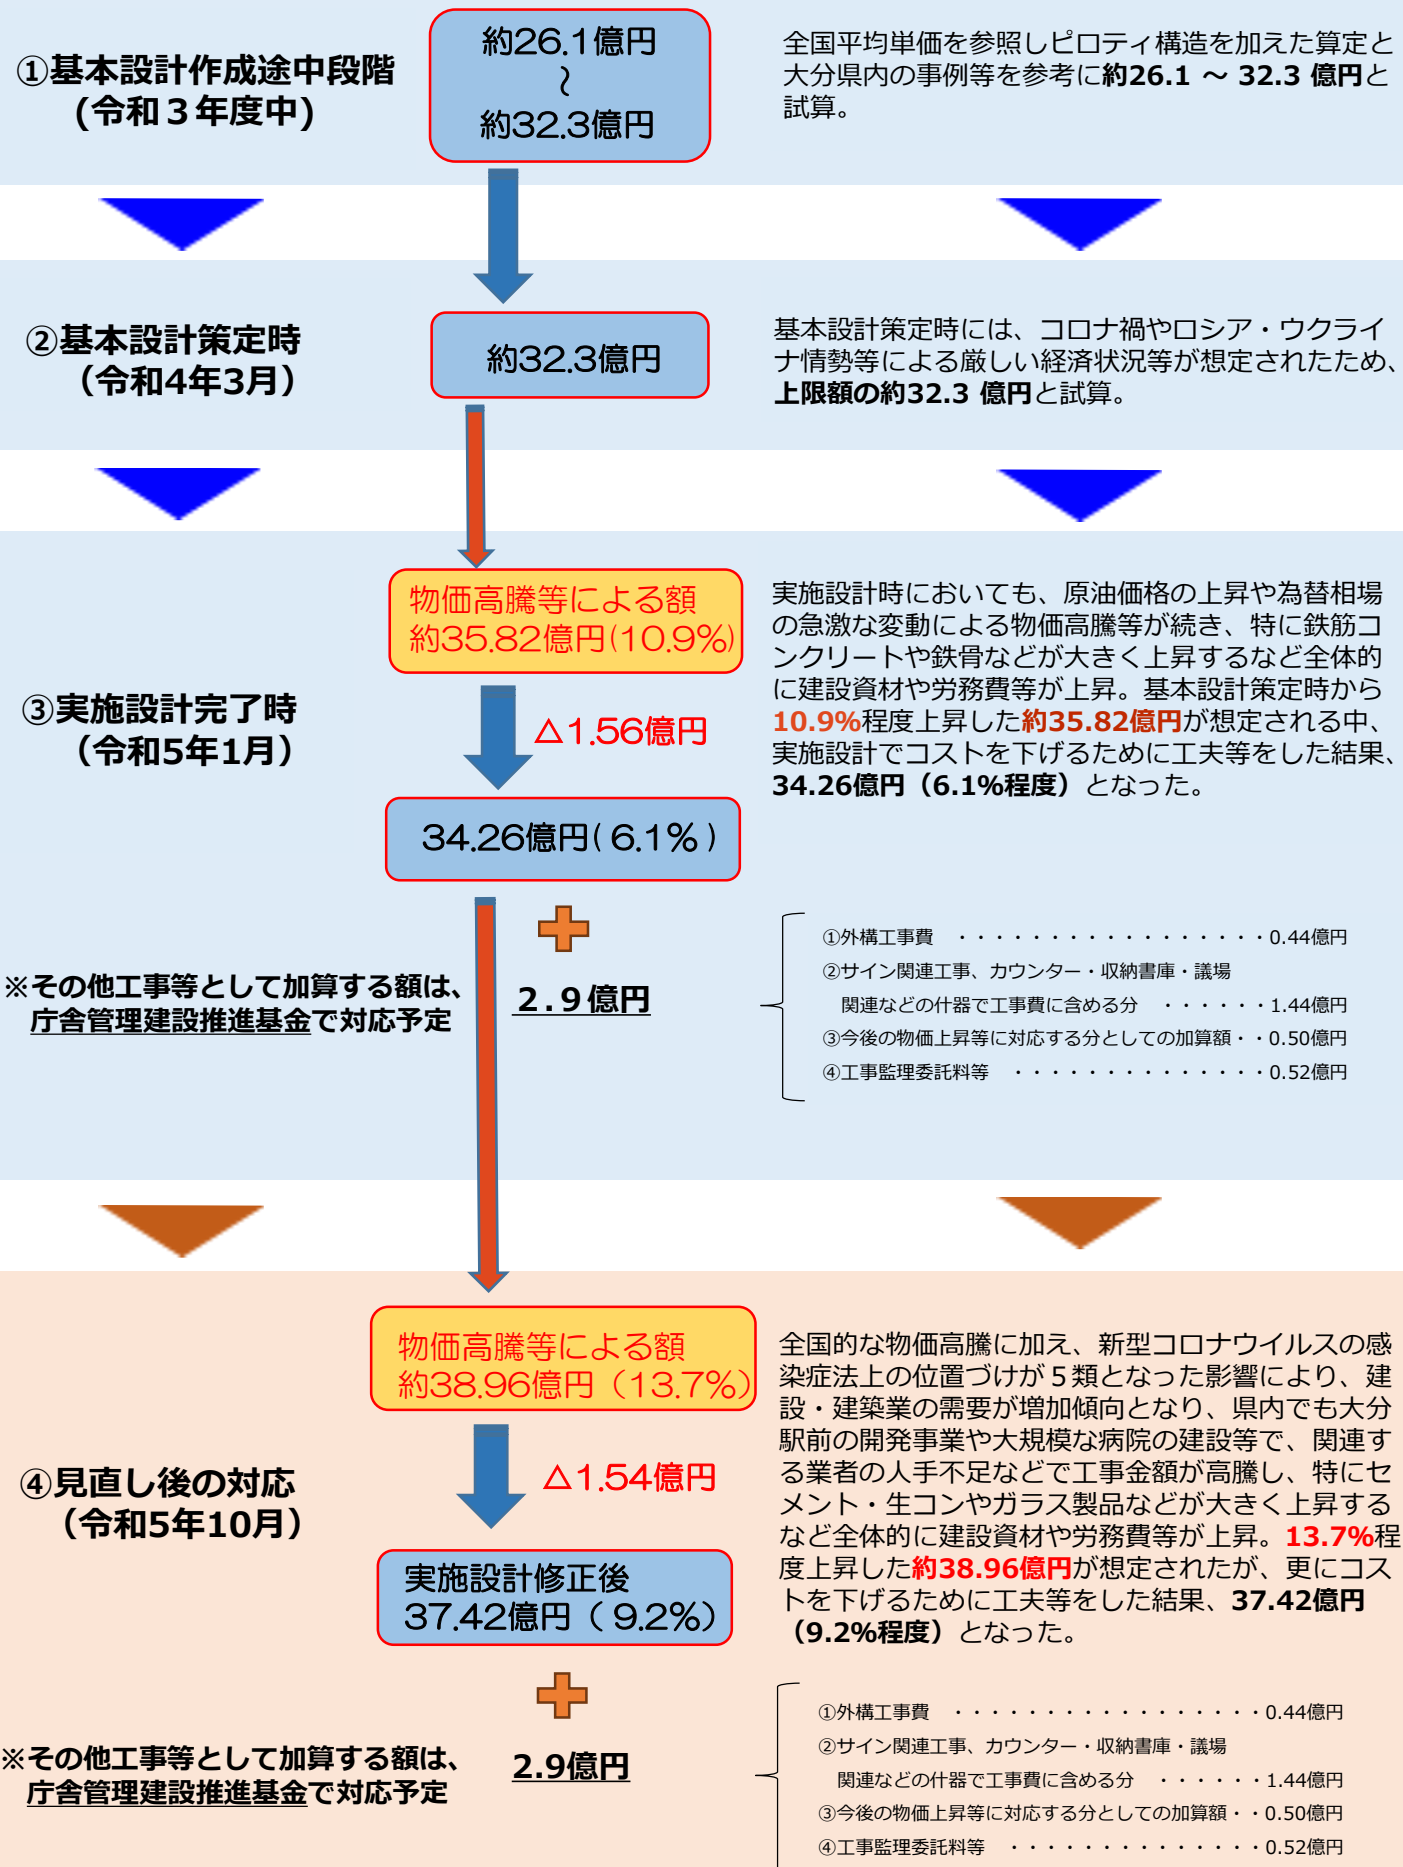 ①基本設計作成途中段階
(令和３年度中)
約26.1億円
～
約32.3億円
全国平均単価を参照しピロティ構造を加えた算定と
大分県内の事例等を参考に約26.1 ～ 32.3 億円と
試算。
②基本設計策定時
（令和4年3月）
約32.3億円
基本設計策定時には、コロナ禍やロシア・ウクライ
ナ情勢等による厳しい経済状況等が想定されたため、
上限額の約32.3 億円と試算。
③実施設計完了時
（令和5年1月）
物価高騰等による額
約35.82億円(10.9%)
△1.56億円
34.26億円( 6.1% )
実施設計時においても、原油価格の上昇や為替相場
の急激な変動による物価高騰等が続き、特に鉄筋コ
ンクリートや鉄骨などが大きく上昇するなど全体的
に建設資材や労務費等が上昇。基本設計策定時から
10.9%程度上昇した約35.82億円が想定される中、
実施設計でコストを下げるために工夫等をした結果、
34.26億円（6.1%程度）となった。
※その他工事等として加算する額は、
庁舎管理建設推進基金で対応予定
2.9億円
①外構工事費　・・・・・・・・・・・・・・・・・0.44億円
②サイン関連工事、カウンター・収納書庫・議場
関連などの什器で工事費に含める分　・・・・・・1.44億円
③今後の物価上昇等に対応する分としての加算額・・0.50億円
④工事監理委託料等　・・・・・・・・・・・・・・0.52億円
④見直し後の対応
（令和5年10月）
物価高騰等による額
約38.96億円（13.7%）
△1.54億円
実施設計修正後
37.42億円（ 9.2%）
全国的な物価高騰に加え、新型コロナウイルスの感
染症法上の位置づけが５類となった影響により、建
設・建築業の需要が増加傾向となり、県内でも大分
駅前の開発事業や大規模な病院の建設等で、関連す
る業者の人手不足などで工事金額が高騰し、特にセ
メント・生コンやガラス製品などが大きく上昇する
など全体的に建設資材や労務費等が上昇。13.7%程
度上昇した約38.96億円が想定されたが、更にコス
トを下げるために工夫等をした結果、37.42億円
（9.2%程度）となった。
※その他工事等として加算する額は、
庁舎管理建設推進基金で対応予定
2.9億円
①外構工事費　・・・・・・・・・・・・・・・・・0.44億円
②サイン関連工事、カウンター・収納書庫・議場
関連などの什器で工事費に含める分　・・・・・・1.44億円
③今後の物価上昇等に対応する分としての加算額・・0.50億円
④工事監理委託料等　・・・・・・・・・・・・・・0.52億円